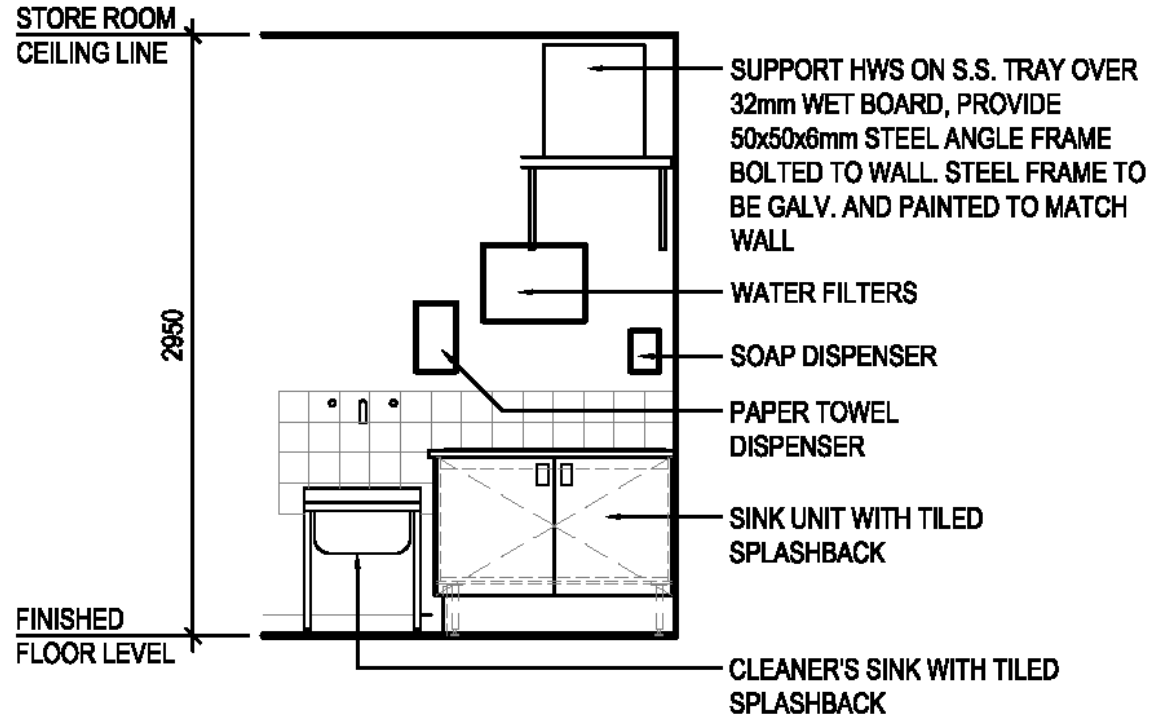 STORE ROOM
CEILING LINE
SUPPORT HWS ON S.S. TRAY OVER
32mm WET BOARD, PROVIDE
50x50x6mm STEEL ANGLE FRAME
BOLTED TO WALL. STEEL FRAME TO
BE GALV. AND PAINTED TO MATCH
WALL
WATER FILTERS
2950
SOAP DISPENSER
PAPER TOWEL
DISPENSER
SINK UNIT WITH TILED
SPLASHBACK
FINISHED
FLOOR LEVEL
CLEANER'S SINK WITH TILED
SPLASHBACK